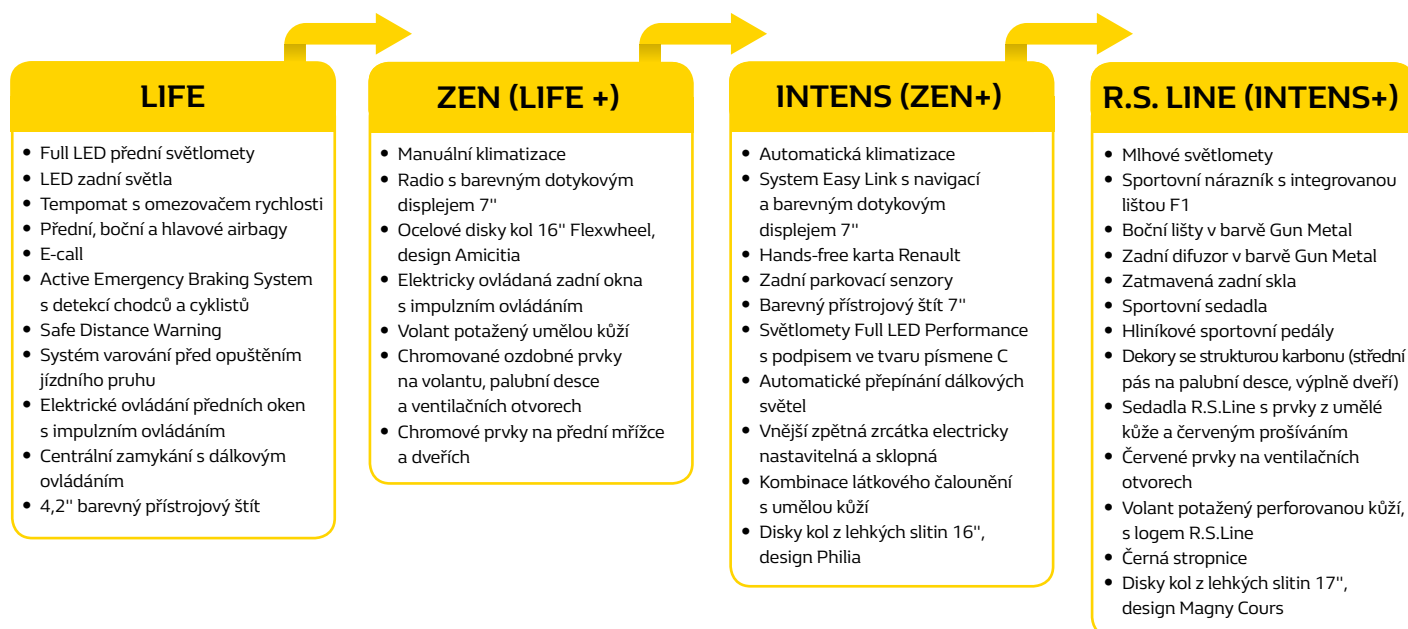 LIFE
• Full LED přední světlomety
• LED zadní světla
• Tempomat s omezovačem rychlosti
• Přední, boční a hlavové airbagy
• E-call
• Active Emergency Braking System
s detekcí chodců a cyklistů
• Safe Distance Warning
• Systém varování před opuštěním
jízdního pruhu
• Elektrické ovládání předních oken
s impulzním ovládáním
• Centrální zamykání s dálkovým
ovládáním
• 4,2" barevný přístrojový štít
ZEN (LIFE +)
• Manuální klimatizace
• Radio s barevným dotykovým
displejem 7"
• Ocelové disky kol 16" Flexwheel,
design Amicitia
• Elektricky ovládaná zadní okna
s impulzním ovládáním
• Volant potažený umělou kůží
• Chromované ozdobné prvky
na volantu, palubní desce
a ventilačních otvorech
• Chromové prvky na přední mřížce
a dveřích
INTENS (ZEN+)
• Automatická klimatizace
• System Easy Link s navigací
a barevným dotykovým
displejem 7"
• Hands-free karta Renault
• Zadní parkovací senzory
• Barevný přístrojový štít 7"
• Světlomety Full LED Performance
s podpisem ve tvaru písmene C
• Automatické přepínání dálkových
světel
• Vnější zpětná zrcátka electricky
nastavitelná a sklopná
• Kombinace látkového čalounění
s umělou kůží
• Disky kol z lehkých slitin 16",
design Philia
R.S. LINE (INTENS+)
• Mlhové světlomety
• Sportovní nárazník s integrovanou
lištou F1
• Boční lišty v barvě Gun Metal
• Zadní difuzor v barvě Gun Metal
• Zatmavená zadní skla
• Sportovní sedadla
• Hliníkové sportovní pedály
• Dekory se strukturou karbonu (střední
pás na palubní desce, výplně dveří)
• Sedadla R.S.Line s prvky z umělé
kůže a červeným prošíváním
• Červené prvky na ventilačních
otvorech
• Volant potažený perforovanou kůží,
s logem R.S.Line
• Černá stropnice
• Disky kol z lehkých slitin 17",
design Magny Cours